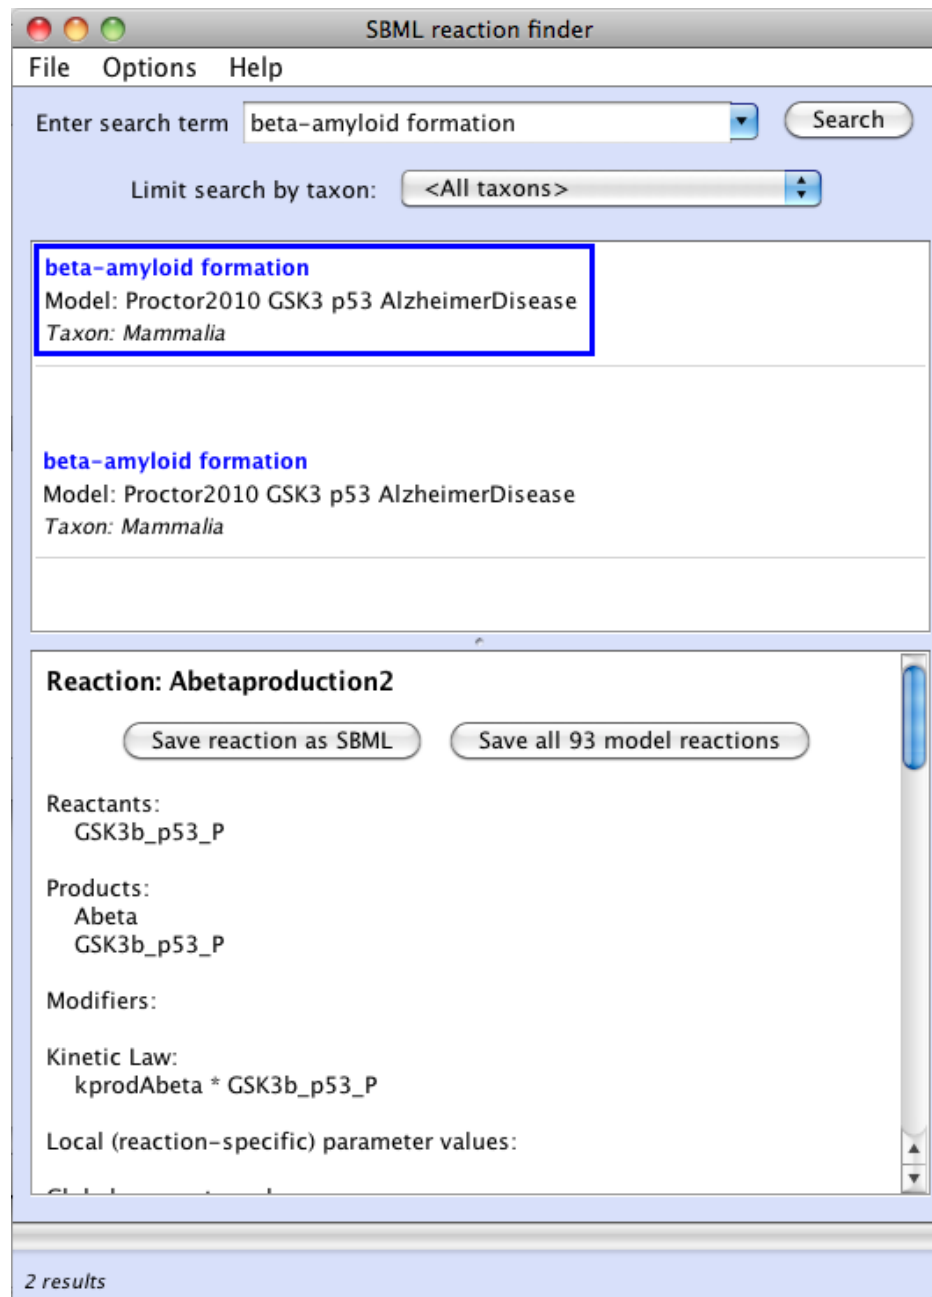 SBML reaction finder
File Options Help
Enter search term beta-amyloid formation Search
Limit search by taxon: <All taxons>
beta-amyloid formation
Model: Proctor2010 GSK3 p53 AlzheimerDisease
Taxon: Mammalia
beta-amyloid formation
Model: Proctor2010 GSK3 p53 AlzheimerDisease
Taxon: Mammalia
Reaction: Abetaproduction2
Save reaction as SBML Save all 93 model reactions
Reactants:
GSK3b_p53_P
Products:
Abeta
GSK3b_p53_P
Modifiers:
Kinetic Law:
kprodAbeta * GSK3b_p53_P
Local (reaction-specific) parameter values:
2 results